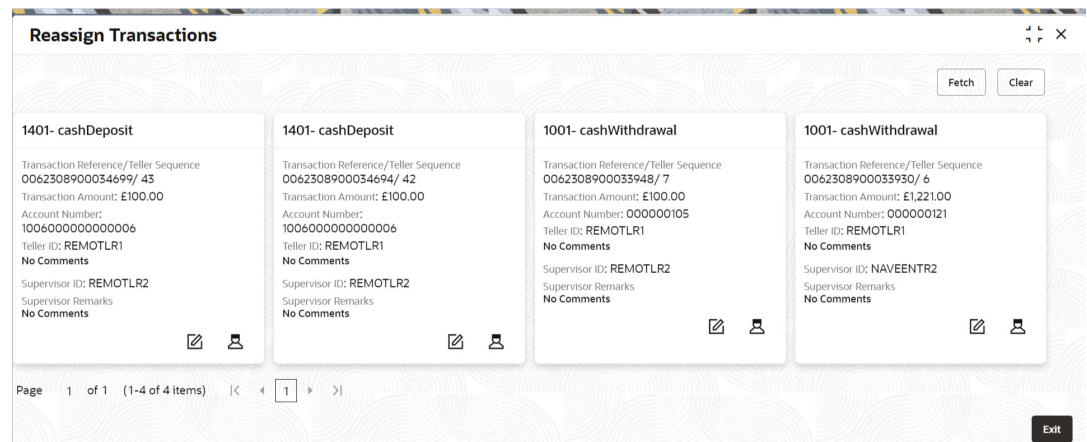 Reassign Transactions
Fetch Clear
1401- cashDeposit
Transaction Reference/Teller Sequence
0062308900034699/ 43
Transaction Amount: £100.00
Account Number:
1006000000000006
Teller ID: REMOTLR1
No Comments
Supervisor ID: REMOTLR2
Supervisor Remarks
No Comments
1401- cashDeposit
Transaction Reference/Teller Sequence
0062308900034694/ 42
Transaction Amount: £100.00
Account Number:
1006000000000006
Teller ID: REMOTLR1
No Comments
Supervisor ID: REMOTLR2
Supervisor Remarks
No Comments
1001- cashWithdrawal
Transaction Reference/Teller Sequence
0062308900033948/ 7
Transaction Amount: £100.00
Account Number: 000000105
Teller ID: REMOTLR1
No Comments
Supervisor ID: REMOTLR2
Supervisor Remarks
No Comments
1001- cashWithdrawal
Transaction Reference/Teller Sequence
0062308900033930/ 6
Transaction Amount: £1,221.00
Account Number: 000000121
Teller ID: REMOTLR1
No Comments
Supervisor ID: NAVEENTR2
Supervisor Remarks
No Comments
Page 1 of 1 (1-4 of 4 items) 1
Exit